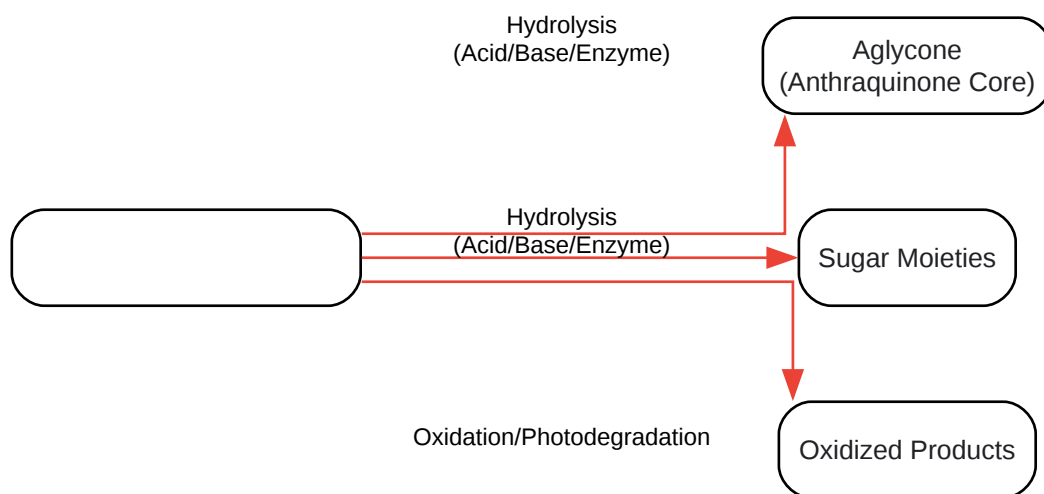 Hydrolysis
(Acid/Base/Enzyme)
Aglycone
(Anthraquinone Core)
Hydrolysis
(Acid/Base/Enzyme)
Sugar Moieties
Oxidation/Photodegradation
Oxidized Products